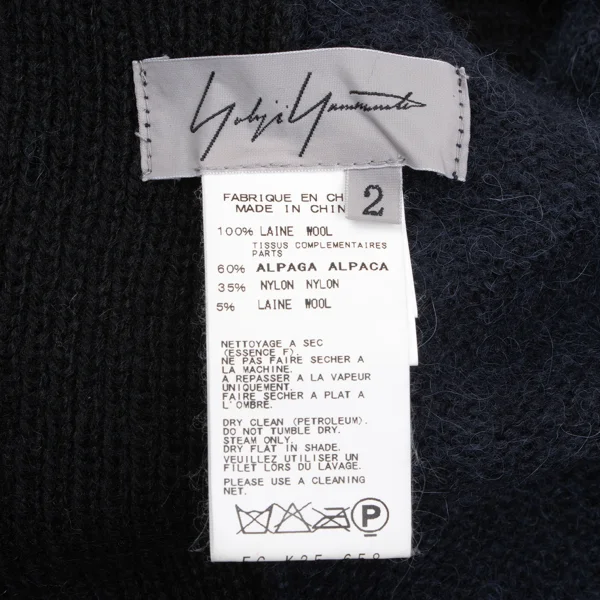 Yohji Yamamoto
2
FABRIQUE EN CH
MADE IN CHIN
100% LAINE WOOL
TISSUS COMPLEMENTAIRES
PARTS
60% ALPAGA ALPACA
35% NYLON NYLON
5% LAINE WOOL
NETTOYAGE A SEC
(ESSENCE F).
NE PAS FAIRE SECHER A
LA MACHINE.
A REPASSER A LA VAPEUR
UNIQUEMENT.
FAIRE SECHER A PLAT A
L'OMBRE.
DRY CLEAN (PETROLEUM).
DO NOT TUMBLE DRY.
STEAM ONLY.
DRY FLAT IN SHADE.
VEUILLEZ UTILISER UN
FILET LORS DU LAVAGE.
PLEASE USE A CLEANING
NET.
P